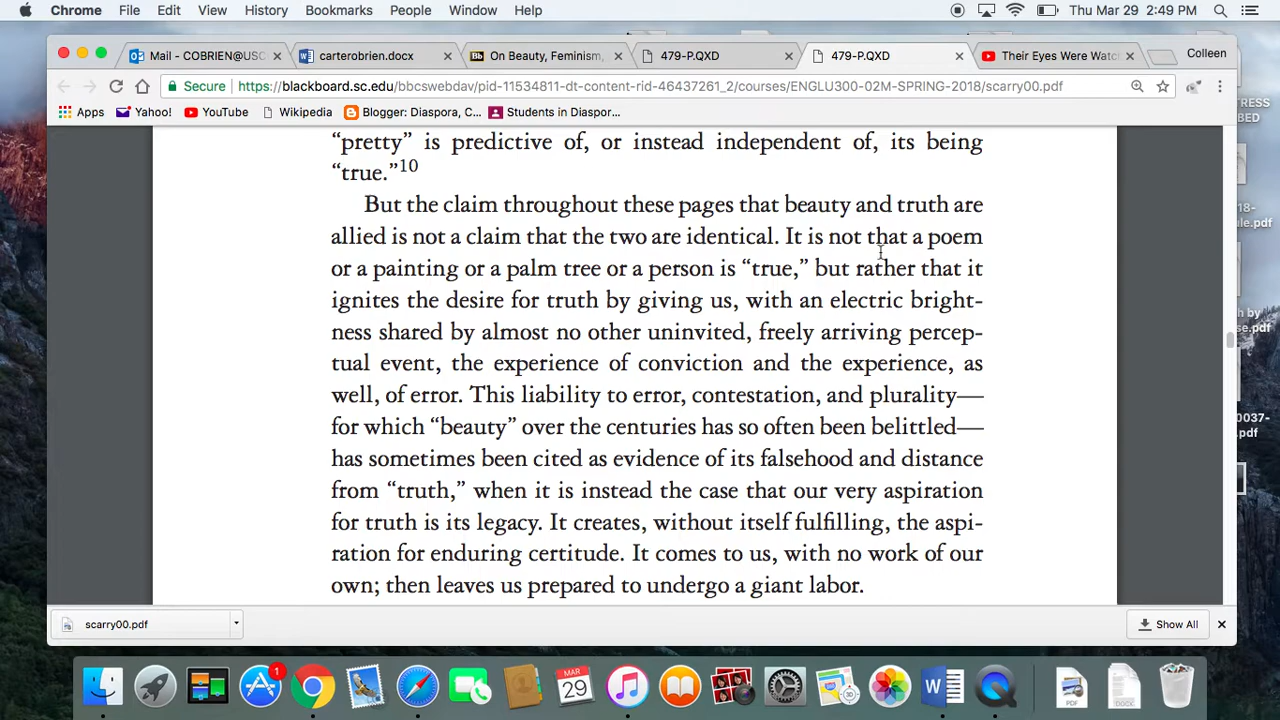 Chrome File Edit View History Bookmarks People Window Help Thu Mar 29 2:49 PM
Mail - COBRIEN@USC carterobrien.docx On Beauty, Feminism, 479-P.QXD 479-P.QXD Their Eyes Were Watch Colleen
Secure https://blackboard.sc.edu/bbcswebdav/pid-11534811-dt-content-rid-46437261_2/courses/ENGLU300-02M-SPRING-2018/scarry00.pdf
Apps Yahoo! YouTube Wikipedia Blogger: Diaspora, C... Students in Diaspor...
“pretty” is predictive of, or instead independent of, its being
“true.”10
But the claim throughout these pages that beauty and truth are
allied is not a claim that the two are identical. It is not that a poem
or a painting or a palm tree or a person is “true,” but rather that it
ignites the desire for truth by giving us, with an electric bright-
ness shared by almost no other uninvited, freely arriving percep-
tual event, the experience of conviction and the experience, as
well, of error. This liability to error, contestation, and plurality—
for which “beauty” over the centuries has so often been belittled—
has sometimes been cited as evidence of its falsehood and distance
from “truth,” when it is instead the case that our very aspiration
for truth is its legacy. It creates, without itself fulfilling, the aspi-
ration for enduring certitude. It comes to us, with no work of our
own; then leaves us prepared to undergo a giant labor.
scarry00.pdf Show All
1
MAR
29
PDF